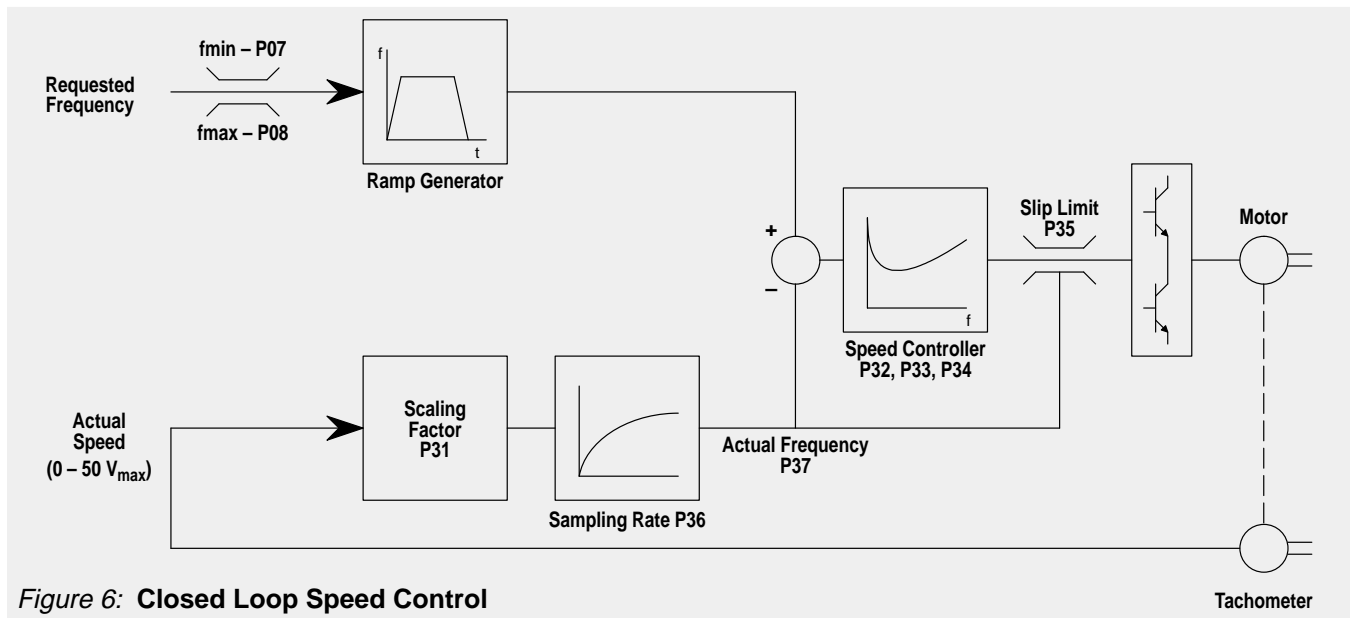 fmin – P07
Requested
Frequency
fmax – P08
f
t
Ramp Generator
+
–
f
Speed Controller
P32, P33, P34
Slip Limit
P35
Motor
Actual
Speed
(0 – 50 Vmax)
Scaling
Factor
P31
Sampling Rate P36
Actual Frequency
P37
Tachometer
Figure 6: Closed Loop Speed Control